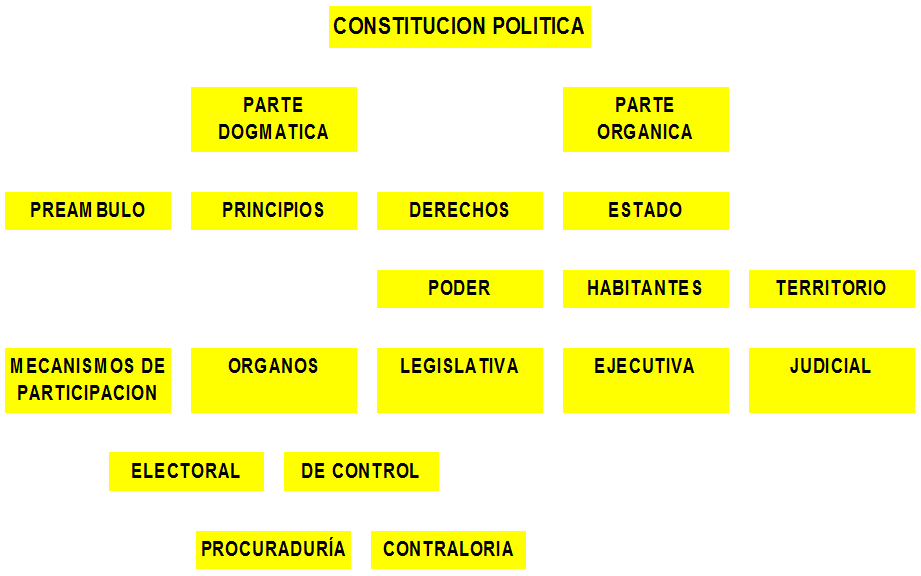 CONSTITUCION POLITICA
PARTE
DOGMATICA
PARTE
ORGANICA
PREAMBULO
PRINCIPIOS
DERECHOS
ESTADO
PODER
HABITANTES
TERRITORIO
MECANISMOS DE
PARTICIPACION
ORGANOS
LEGISLATIVA
EJECUTIVA
JUDICIAL
ELECTORAL
DE CONTROL
PROCURADURÍA
CONTRALORIA